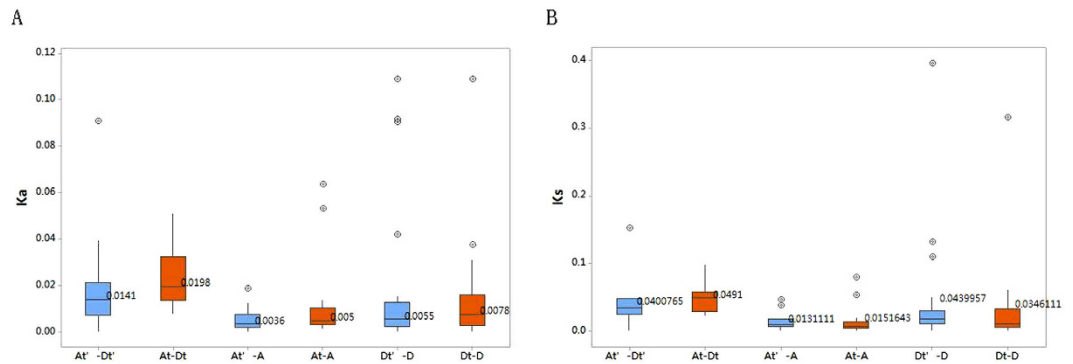 A
B
Ka
0.12
0.10
0.08
0.06
0.04
0.02
0.00
0.0141
0.0198
0.0036
0.005
0.0055
0.0078
At' -Dt'
At-Dt
At' -A
At-A
Dt' -D
Dt-D
Ks
0.4
0.3
0.2
0.1
0.0
0.0400765
0.0491
0.0131111
0.0151643
0.0439957
0.0346111
At' -Dt'
At-Dt
At' -A
At-A
Dt' -D
Dt-D